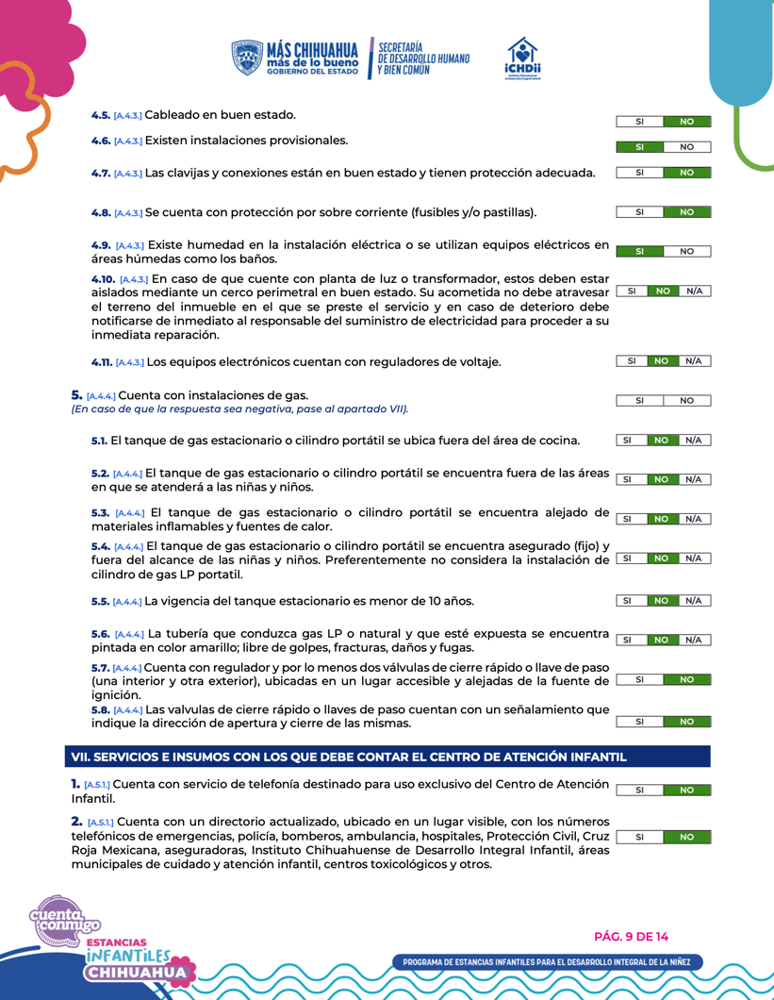 MÁS CHIHUAHUA
más de lo bueno
GOBIERNO DEL ESTADO
SECRETARÍA
DE DESARROLLO HUMANO
Y BIEN COMÚN
iCHDii
4.5. [A.4.3.] Cableado en buen estado.
SI NO
4.6. [A.4.3.] Existen instalaciones provisionales.
SI NO
4.7. [A.4.3.] Las clavijas y conexiones están en buen estado y tienen protección adecuada.
SI NO
4.8. [A.4.3.] Se cuenta con protección por sobre corriente (fusibles y/o pastillas).
SI NO
4.9. [A.4.3.] Existe humedad en la instalación eléctrica o se utilizan equipos eléctricos en
áreas húmedas como los baños.
SI NO
4.10. [A.4.3.] En caso de que cuente con planta de luz o transformador, estos deben estar
aislados mediante un cerco perimetral en buen estado. Su acometida no debe atravesar
el terreno del inmueble en el que se preste el servicio y en caso de deterioro debe
notificarse de inmediato al responsable del suministro de electricidad para proceder a su
inmediata reparación.
SI NO N/A
4.11. [A.4.3.] Los equipos electrónicos cuentan con reguladores de voltaje.
SI NO N/A
5. [A.4.4.] Cuenta con instalaciones de gas.
(En caso de que la respuesta sea negativa, pase al apartado VII).
SI NO
5.1. El tanque de gas estacionario o cilindro portátil se ubica fuera del área de cocina.
SI NO N/A
5.2. [A.4.4.] El tanque de gas estacionario o cilindro portátil se encuentra fuera de las áreas
en que se atenderá a las niñas y niños.
SI NO N/A
5.3. [A.4.4.] El tanque de gas estacionario o cilindro portátil se encuentra alejado de
materiales inflamables y fuentes de calor.
SI NO N/A
5.4. [A.4.4.] El tanque de gas estacionario o cilindro portátil se encuentra asegurado (fijo) y
fuera del alcance de las niñas y niños. Preferentemente no considera la instalación de
cilindro de gas LP portatil.
SI NO N/A
5.5. [A.4.4.] La vigencia del tanque estacionario es menor de 10 años.
SI NO N/A
5.6. [A.4.4.] La tubería que conduzca gas LP o natural y que esté expuesta se encuentra
pintada en color amarillo; libre de golpes, fracturas, daños y fugas.
SI NO N/A
5.7. [A.4.4.] Cuenta con regulador y por lo menos dos válvulas de cierre rápido o llave de paso
(una interior y otra exterior), ubicadas en un lugar accesible y alejadas de la fuente de
ignición.
SI NO
5.8. [A.4.4.] Las valvulas de cierre rápido o llaves de paso cuentan con un señalamiento que
indique la dirección de apertura y cierre de las mismas.
SI NO
VII. SERVICIOS E INSUMOS CON LOS QUE DEBE CONTAR EL CENTRO DE ATENCIÓN INFANTIL
1. [A.5.1.] Cuenta con servicio de telefonía destinado para uso exclusivo del Centro de Atención
Infantil.
SI NO
2. [A.5.1.] Cuenta con un directorio actualizado, ubicado en un lugar visible, con los números
telefónicos de emergencias, policía, bomberos, ambulancia, hospitales, Protección Civil, Cruz
Roja Mexicana, aseguradoras, Instituto Chihuahuense de Desarrollo Integral Infantil, áreas
municipales de cuidado y atención infantil, centros toxicológicos y otros.
SI NO
cuenta
conmigo
ESTANCIAS
iNFANTiLES
CHIHUAHUA
PÁG. 9 DE 14
PROGRAMA DE ESTANCIAS INFANTILES PARA EL DESARROLLO INTEGRAL DE LA NIÑEZ